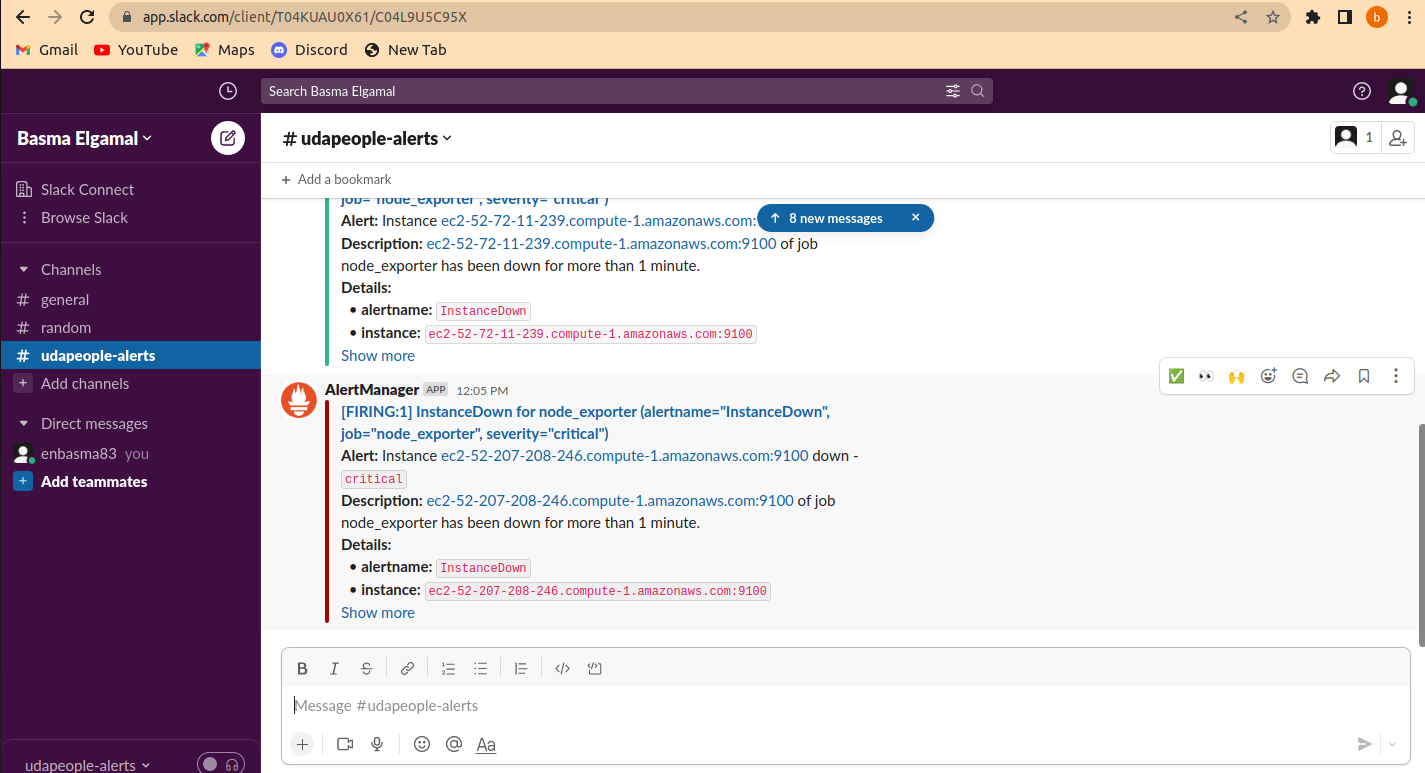 app.slack.com/client/T04KUAU0X61/C04L9U5C95X
b
Gmail YouTube Maps Discord New Tab
Search Basma Elgamal
Basma Elgamal
# udapeople-alerts
1
Slack Connect
Browse Slack
Channels
# general
# random
# udapeople-alerts
+ Add channels
Direct messages
enbasma83 you
+ Add teammates
udapeople-alerts
+ Add a bookmark
job="node_exporter", severity="critical")
↑ 8 new messages ×
Alert: Instance ec2-52-72-11-239.compute-1.amazonaws.com:
Description: ec2-52-72-11-239.compute-1.amazonaws.com:9100 of job
node_exporter has been down for more than 1 minute.
Details:
• alertname: InstanceDown
• instance: ec2-52-72-11-239.compute-1.amazonaws.com:9100
Show more
AlertManager APP 12:05 PM
[FIRING:1] InstanceDown for node_exporter (alertname="InstanceDown",
job="node_exporter", severity="critical")
Alert: Instance ec2-52-207-208-246.compute-1.amazonaws.com:9100 down -
critical
Description: ec2-52-207-208-246.compute-1.amazonaws.com:9100 of job
node_exporter has been down for more than 1 minute.
Details:
• alertname: InstanceDown
• instance: ec2-52-207-208-246.compute-1.amazonaws.com:9100
Show more
B I S
Message #udapeople-alerts
+ @ Aa